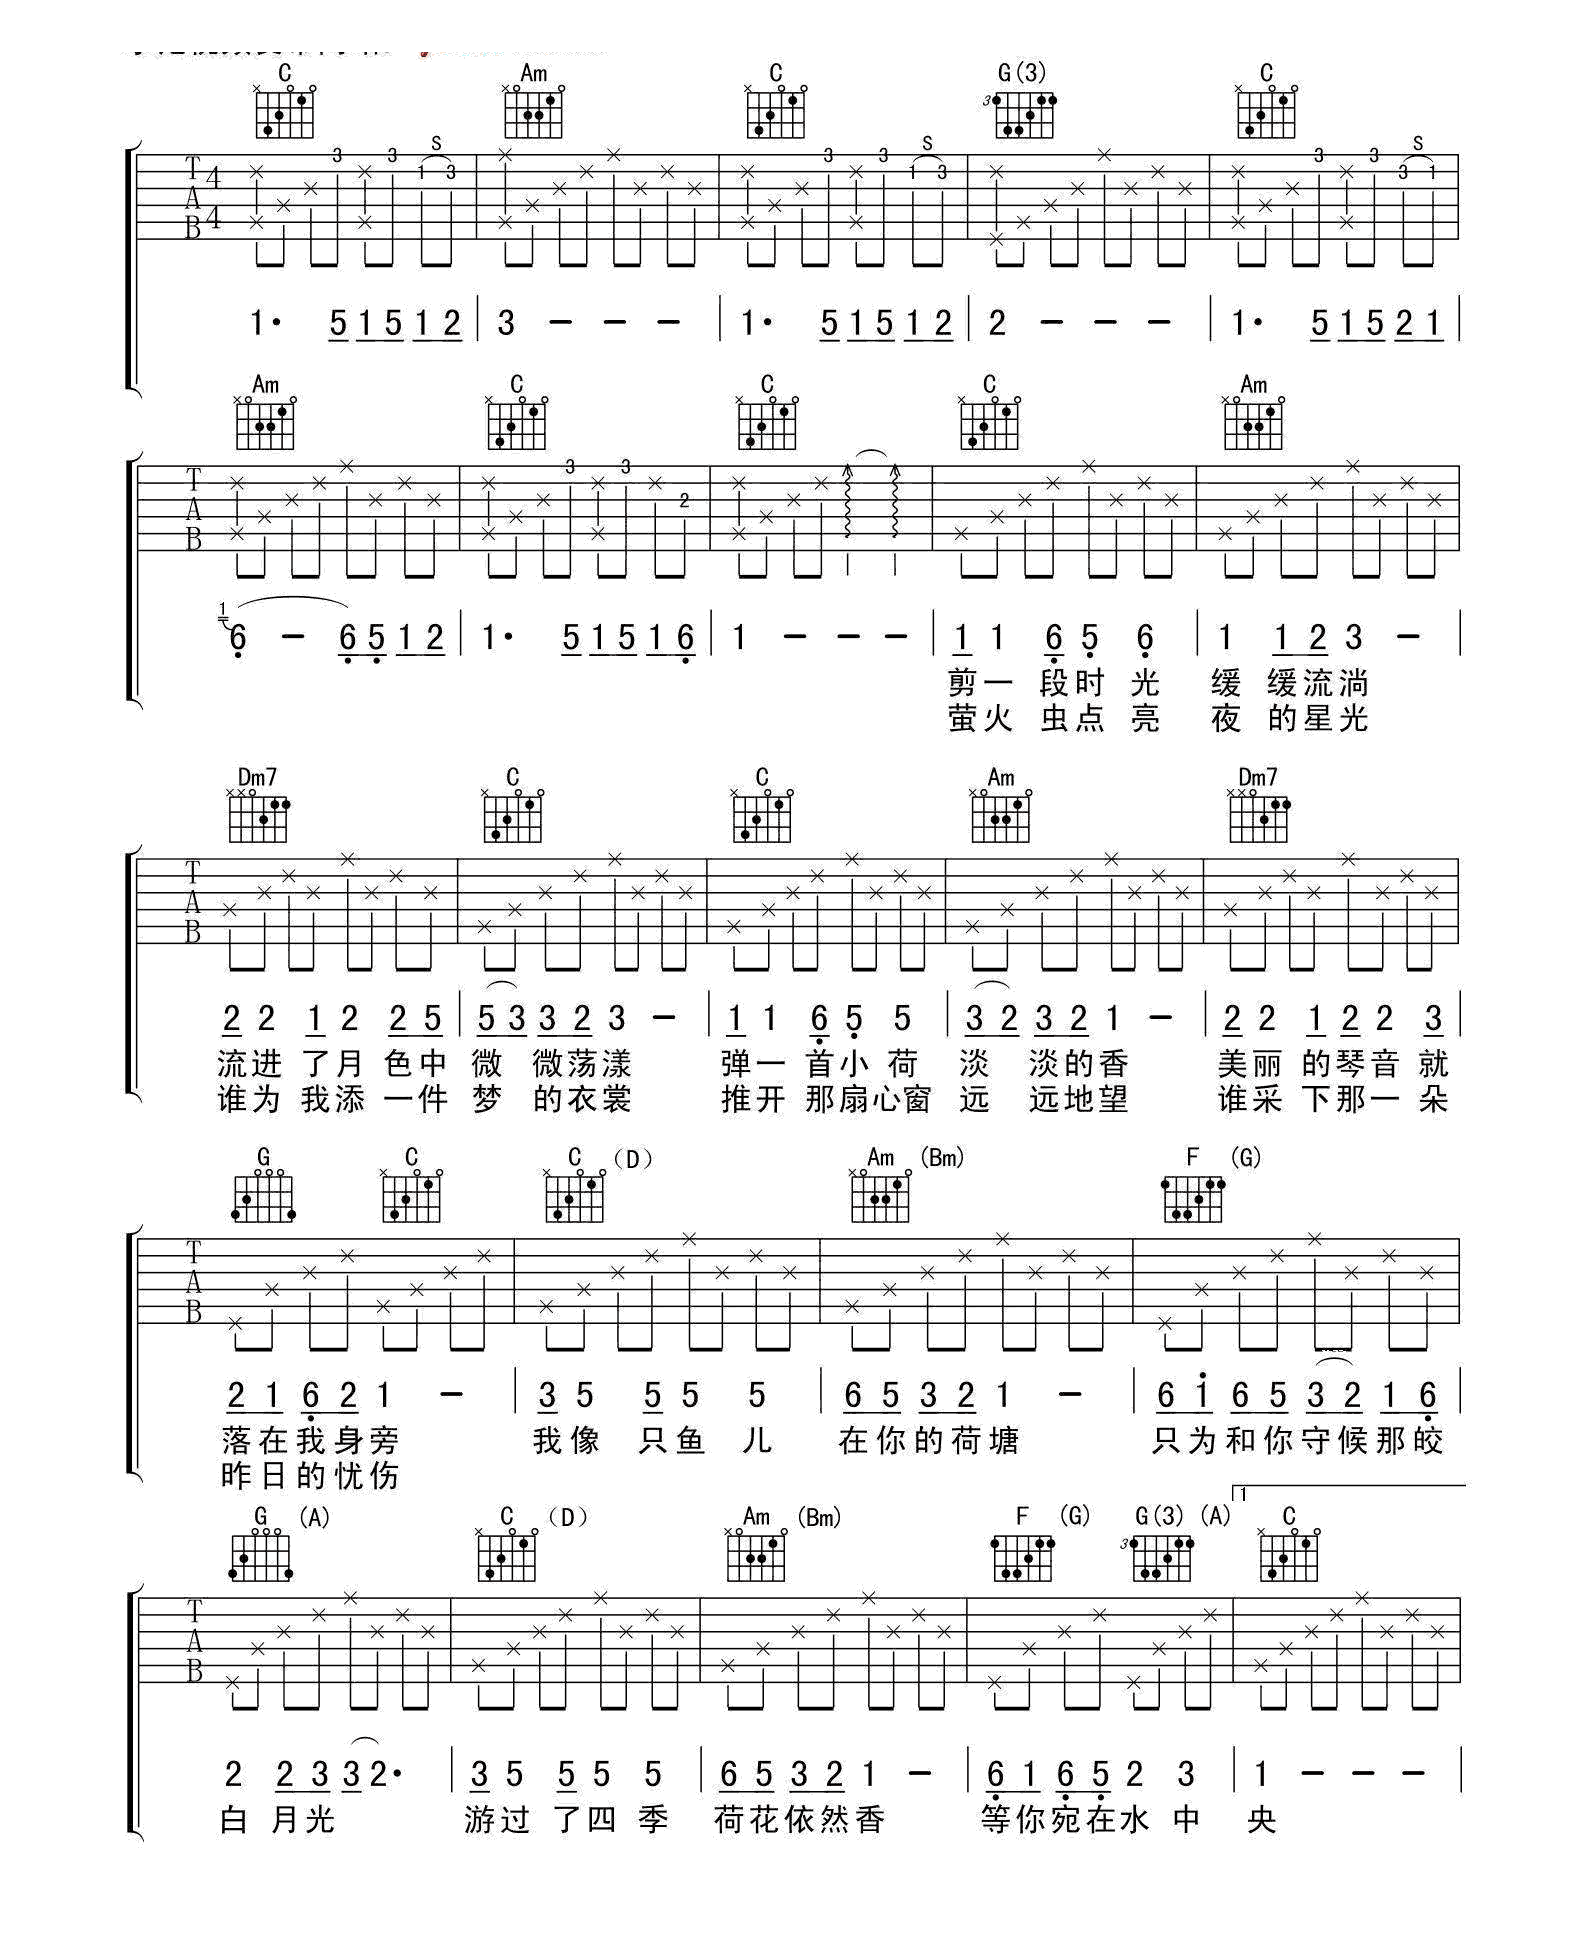 C Am C G(3) C
3
3 3 S 3 3 S 3 3 S
1 3 1 3 3 1
T A B 4 4
1· 5 1 5 1 2 | 3 - - - | 1· 5 1 5 1 2 | 2 - - - | 1· 5 1 5 2 1 |
Am C C C Am
3 3
T A B 2
1
6 - 6 5 1 2 | 1· 5 1 5 1 6 | 1 - - - | 1 1 6 5 6 | 1 1 2 3 - |
剪一 段时 光 缓 缓流淌
萤火 虫点 亮 夜 的星光
Dm7 C C Am Dm7
T A B
2 2 1 2 2 5 | 5 3 3 2 3 - | 1 1 6 5 5 | 3 2 3 2 1 - | 2 2 1 2 2 3 |
流进 了月 色中 微 微荡漾 弹一 首小 荷 淡 淡的香 美丽 的琴音 就
谁为 我添 一件 梦 的衣裳 推开 那扇心窗 远 远地望 谁采 下那一 朵
G C C (D) Am (Bm) F (G)
T A B
2 1 6 2 1 - | 3 5 5 5 5 | 6 5 3 2 1 - | 6 1 6 5 3 2 1 6 |
落在我身旁 我像 只鱼 儿 在你的荷塘 只为和你守候那皎
昨日的忧伤
1
G (A) C (D) Am (Bm) F (G) G(3) (A) C
3
T A B
2 2 3 3 2· | 3 5 5 5 5 | 6 5 3 2 1 - | 6 1 6 5 2 3 | 1 - - - |
白 月光 游过 了四 季 荷花依然香 等你宛在水 中 央